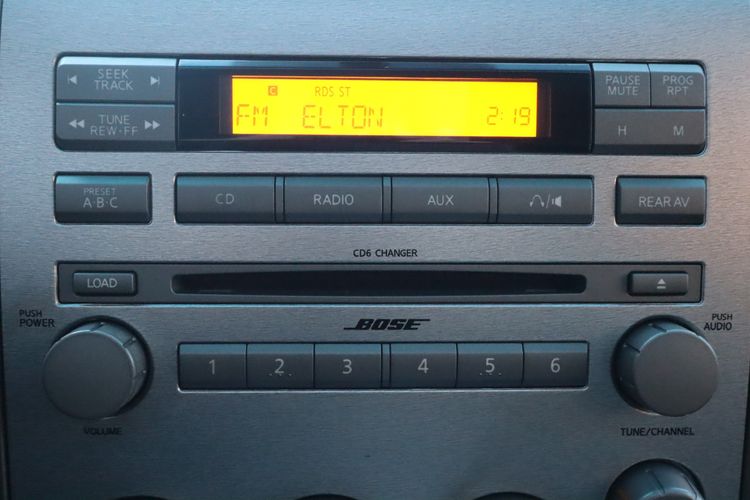 SEEK
TRACK
TUNE
REW·FF
C RDS ST
FM ELTON 2:19
PAUSE
MUTE
PROG
RPT
H M
PRESET
A·B·C
CD RADIO AUX REAR AV
CD6 CHANGER
LOAD
PUSH
POWER
BOSE
PUSH
AUDIO
1 2 3 4 5 6
VOLUME
TUNE/CHANNEL